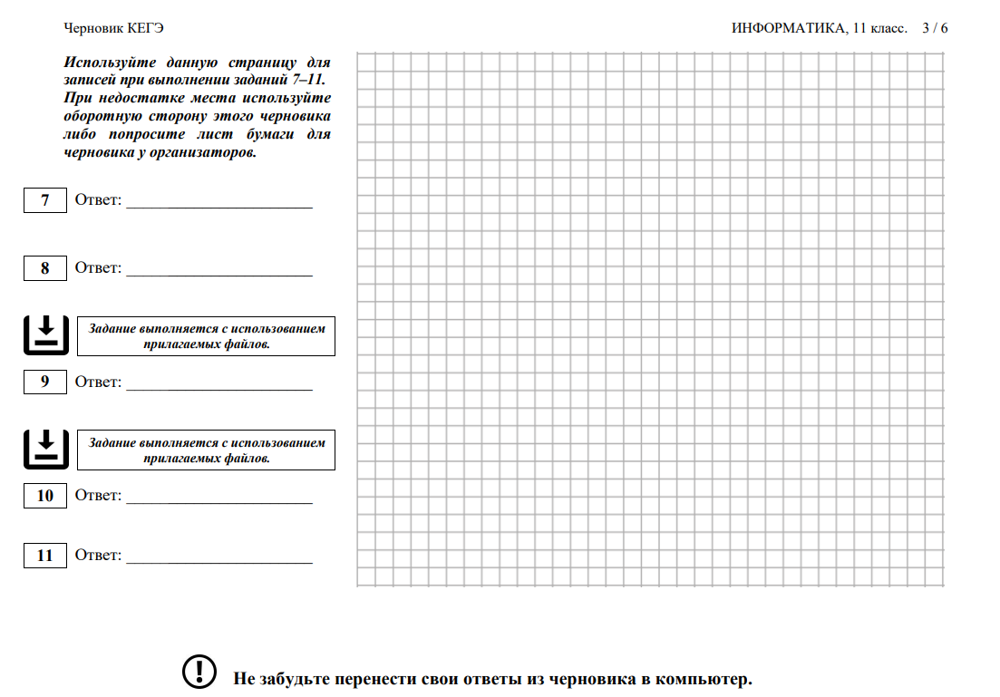 Черновик КЕГЭ
ИНФОРМАТИКА, 11 класс. 3 / 6
Используйте данную страницу для
записей при выполнении заданий 7–11.
При недостатке места используйте
оборотную сторону этого черновика
либо попросите лист бумаги для
черновика у организаторов.
7 Ответ: ______________________
8 Ответ: ______________________
Задание выполняется с использованием
прилагаемых файлов.
9 Ответ: ______________________
Задание выполняется с использованием
прилагаемых файлов.
10 Ответ: ______________________
11 Ответ: ______________________
Не забудьте перенести свои ответы из черновика в компьютер.